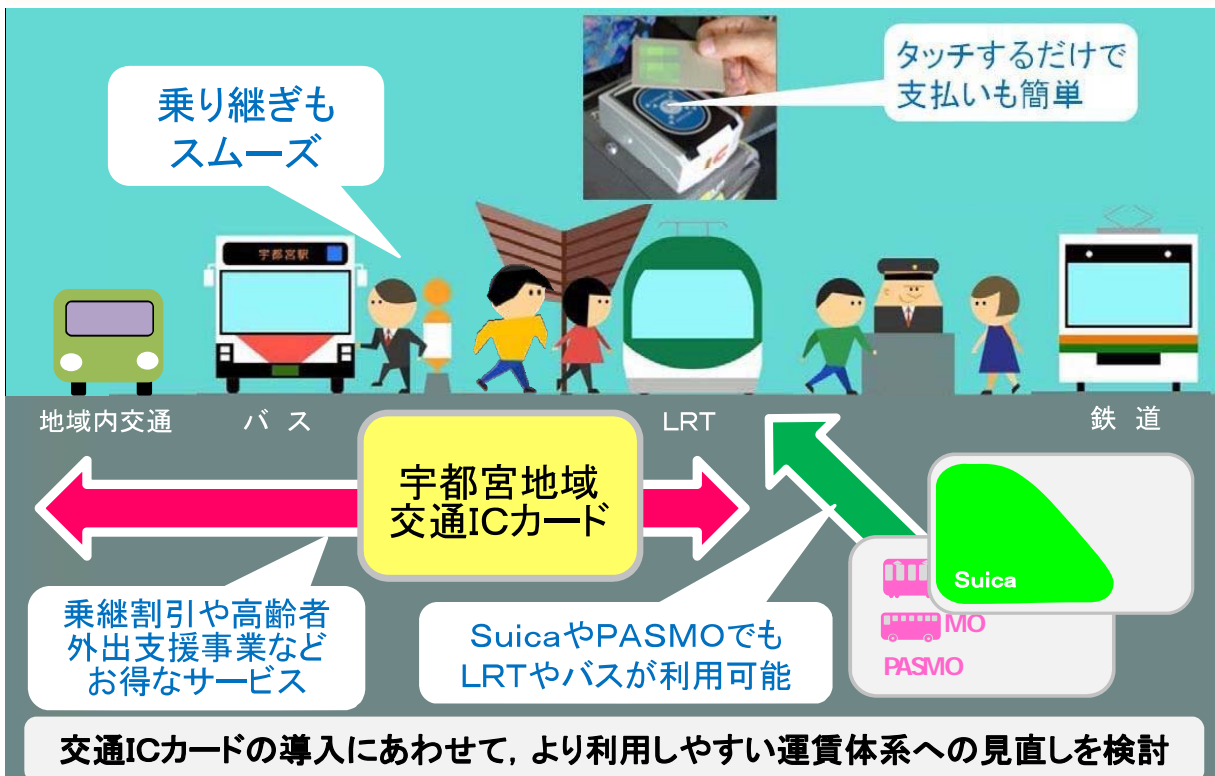 タッチするだけで
支払いも簡単
乗り継ぎも
スムーズ
IC
宇都宮駅
地域内交通
バス
LRT
鉄道
宇都宮地域
交通ICカード
Suica
MO
PASMO
乗継割引や高齢者
外出支援事業など
お得なサービス
SuicaやPASMOでも
LRTやバスが利用可能
交通ICカードの導入にあわせて，より利用しやすい運賃体系への見直しを検討